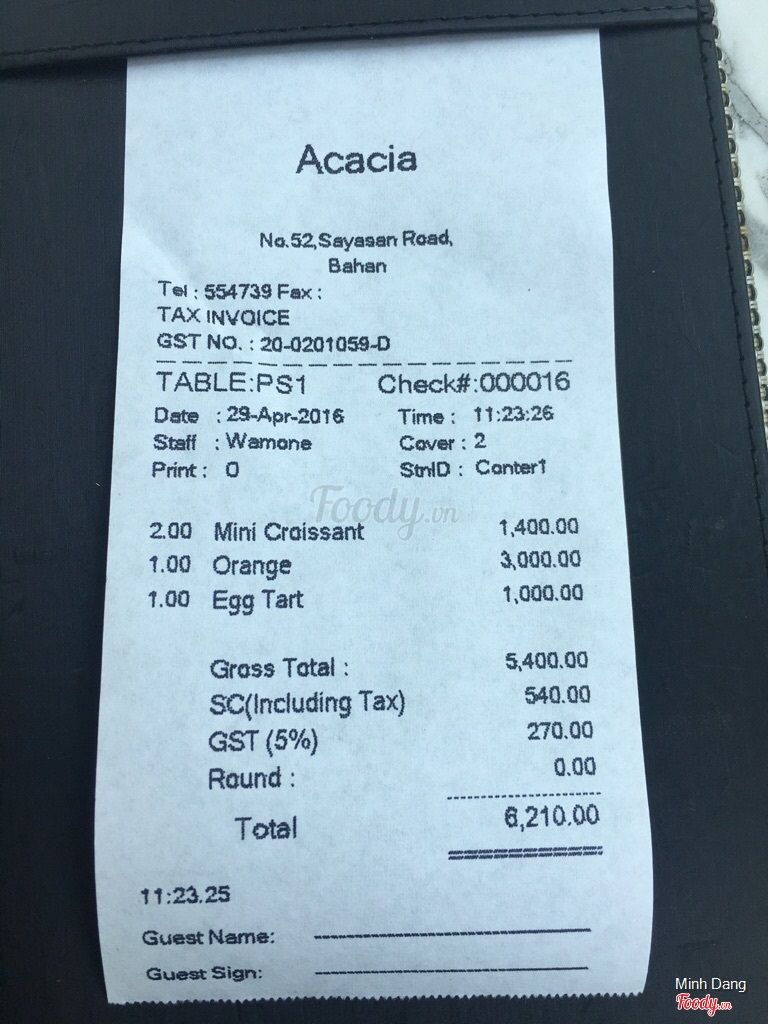 Acacia
No.52,Sayasan Road,
Bahan
Tel : 554739 Fax :
TAX INVOICE
GST NO. : 20-0201059-D
TABLE:PS1 Check#:000016
Date : 29-Apr-2016 Time : 11:23:26
Staff : Wamone Cover : 2
Print : 0 StnID : Conter1
Foody.vn
2.00 Mini Croissant 1,400.00
1.00 Orange 3,000.00
1.00 Egg Tart 1,000.00
Gross Total : 5,400.00
SC(Including Tax) 540.00
GST (5%) 270.00
Round : 0.00
Total 6,210.00
11:23.25
Guest Name:
Guest Sign:
Minh Dang
Foody.vn